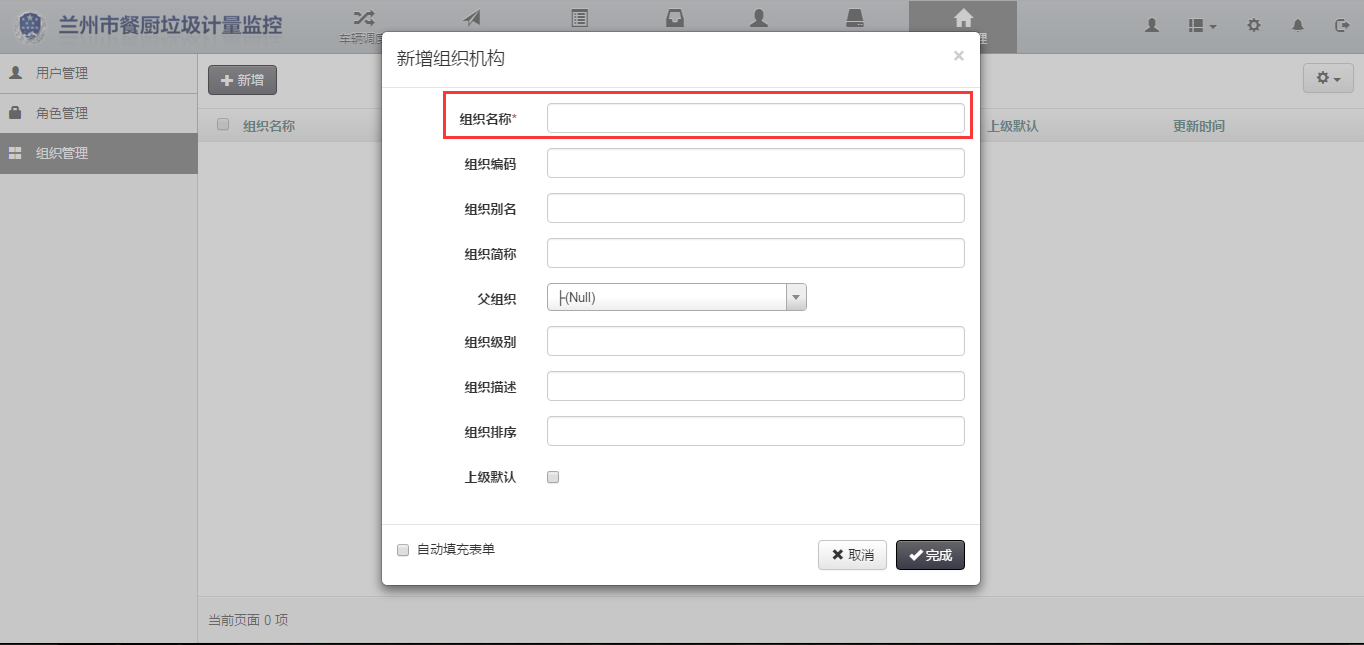 兰州市餐厨垃圾计量监控
车辆调度
理
用户管理
角色管理
组织管理
新增
组织名称
上级默认
更新时间
新增组织机构
×
组织名称*
组织编码
组织别名
组织简称
父组织
├(Null)
组织级别
组织描述
组织排序
上级默认
自动填充表单
取消
完成
当前页面 0 项